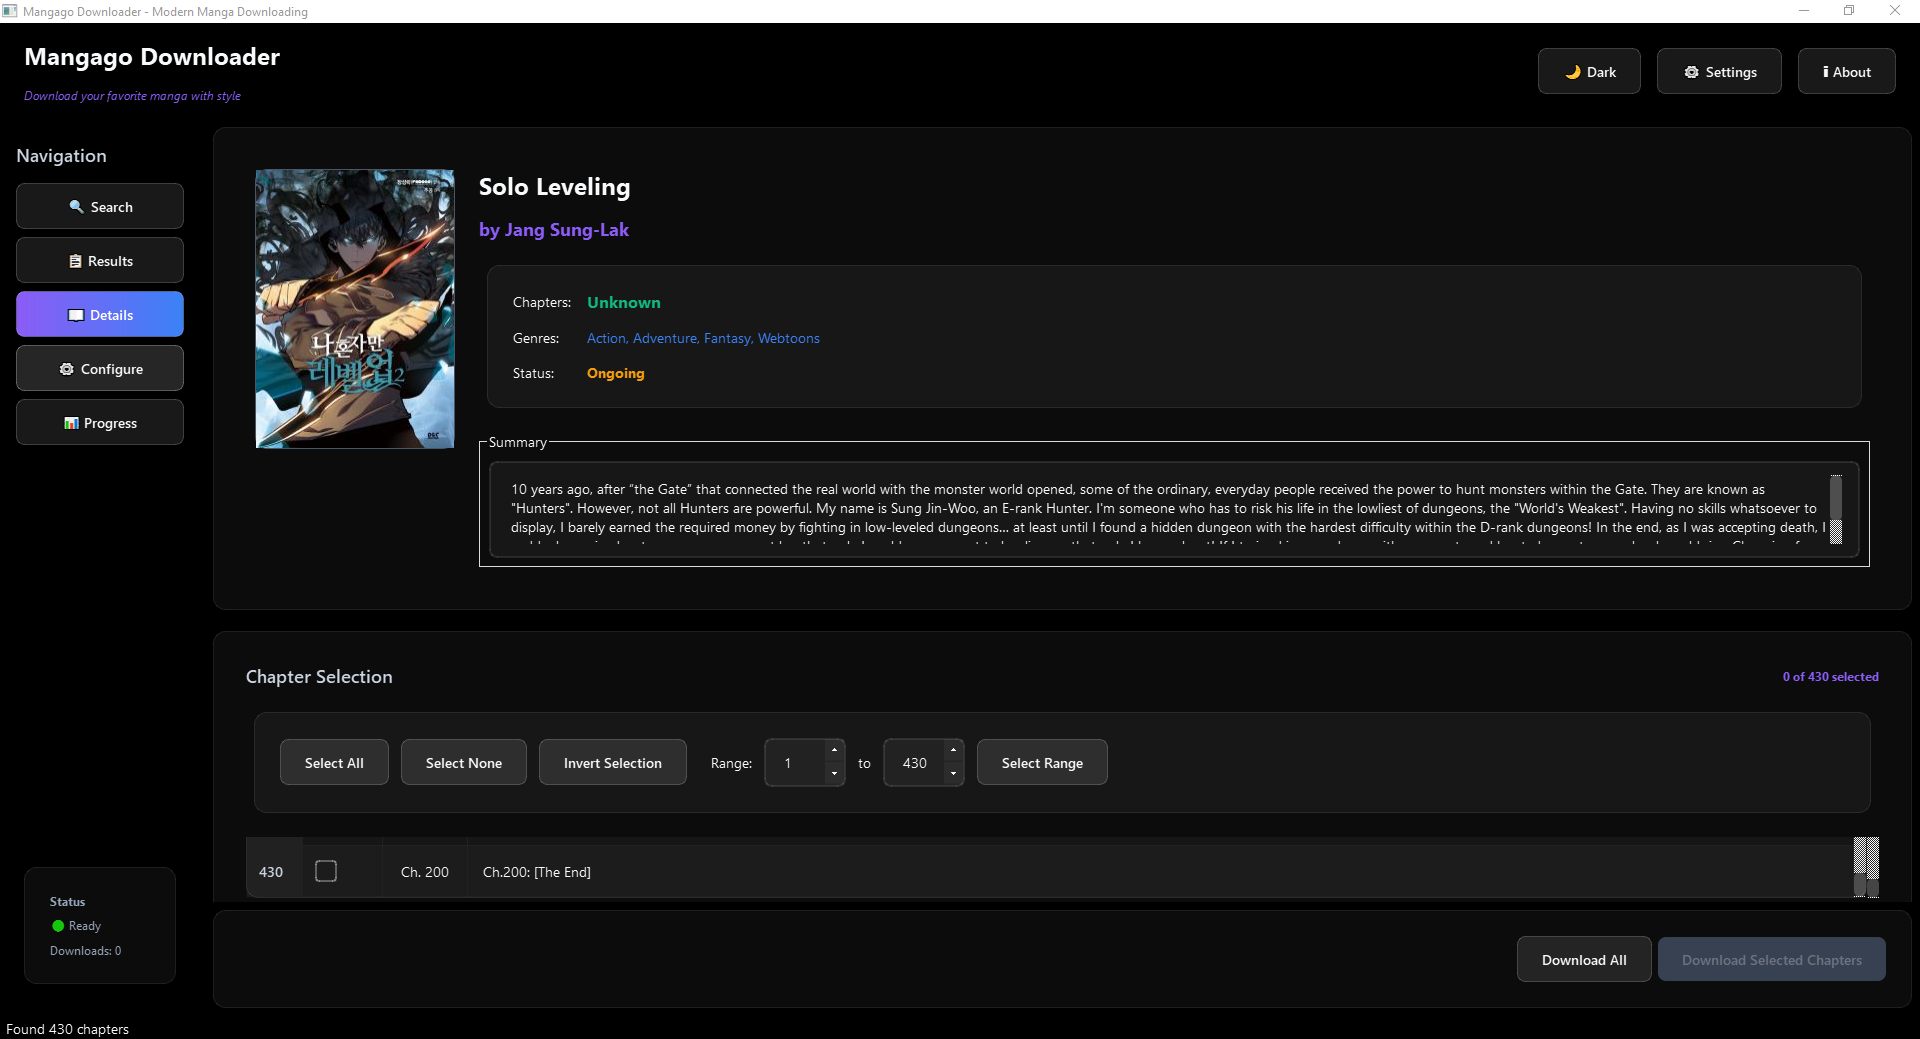 Mangago Downloader - Modern Manga Downloading
Mangago Downloader
Download your favorite manga with style
Dark
Settings
About
Navigation
Search
Results
Details
Configure
Progress
나 혼자만
레벨업2
Solo Leveling
by Jang Sung-Lak
Chapters: Unknown
Genres: Action, Adventure, Fantasy, Webtoons
Status: Ongoing
Summary
10 years ago, after “the Gate” that connected the real world with the monster world opened, some of the ordinary, everyday people received the power to hunt monsters within the Gate. They are known as
"Hunters". However, not all Hunters are powerful. My name is Sung Jin-Woo, an E-rank Hunter. I'm someone who has to risk his life in the lowliest of dungeons, the "World's Weakest". Having no skills whatsoever to
display, I barely earned the required money by fighting in low-leveled dungeons… at least until I found a hidden dungeon with the hardest difficulty within the D-rank dungeons! In the end, as I was accepting death, I
Chapter Selection
0 of 430 selected
Select All
Select None
Invert Selection
Range: 1 to 430
Select Range
430 Ch. 200 Ch.200: [The End]
Status
Ready
Downloads: 0
Download All
Download Selected Chapters
Found 430 chapters